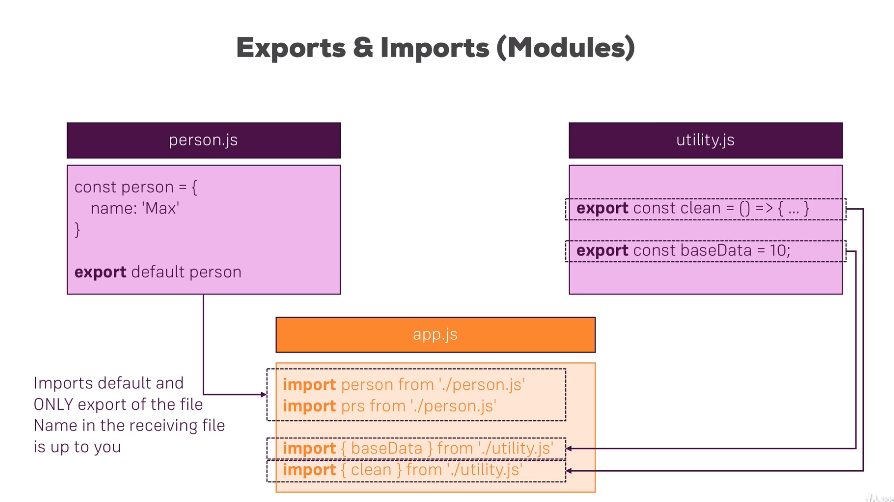 Exports & Imports (Modules)
person.js
const person = {
name: 'Max'
}
export default person
utility.js
export const clean = () => { ... }
export const baseData = 10;
app.js
import person from './person.js'
import prs from './person.js'
import { baseData } from './utility.js'
import { clean } from './utility.js'
Imports default and
ONLY export of the file
Name in the receiving file
is up to you